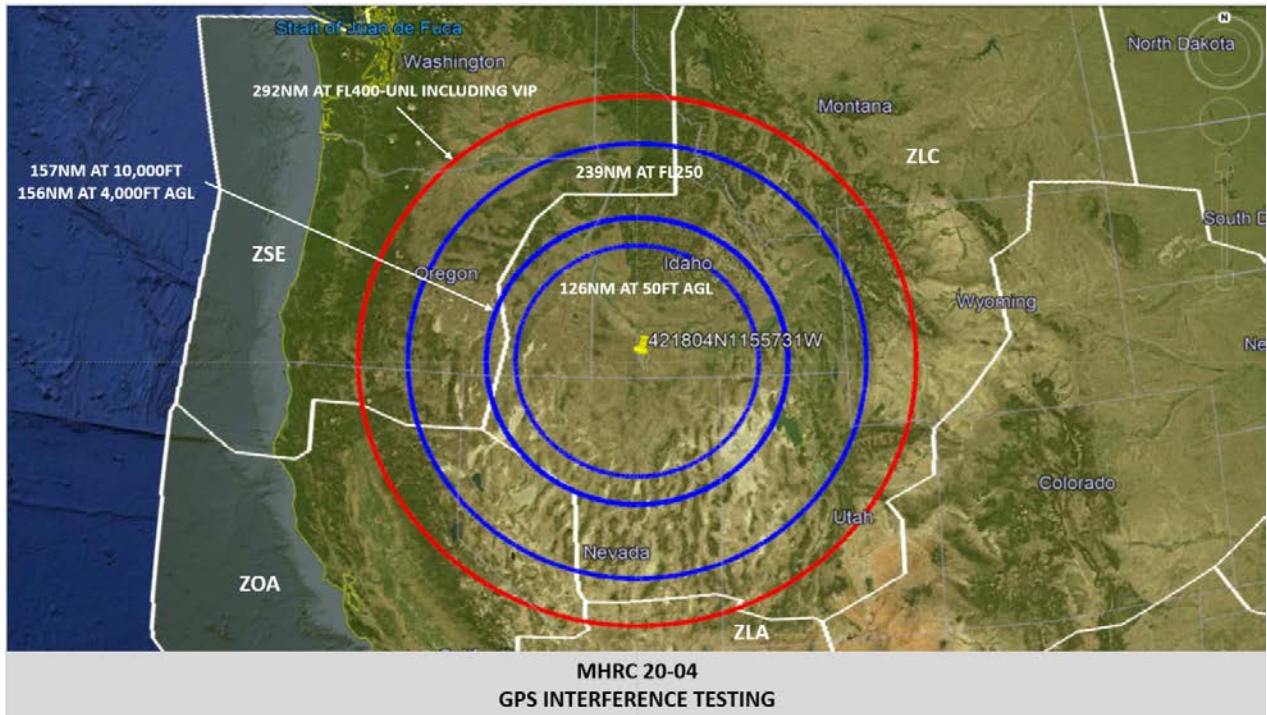 Strait of Juan de Fuca
Washington
North Dakota
N
292NM AT FL400-UNL INCLUDING VIP
Montana
ZLC
157NM AT 10,000FT
156NM AT 4,000FT AGL
239NM AT FL250
South D
ZSE
Oregon
Idaho
126NM AT 50FT AGL
Wyoming
421804N1155731W
Ne
Colorado
Utah
Nevada
ZOA
ZLA
MHRC 20-04
GPS INTERFERENCE TESTING